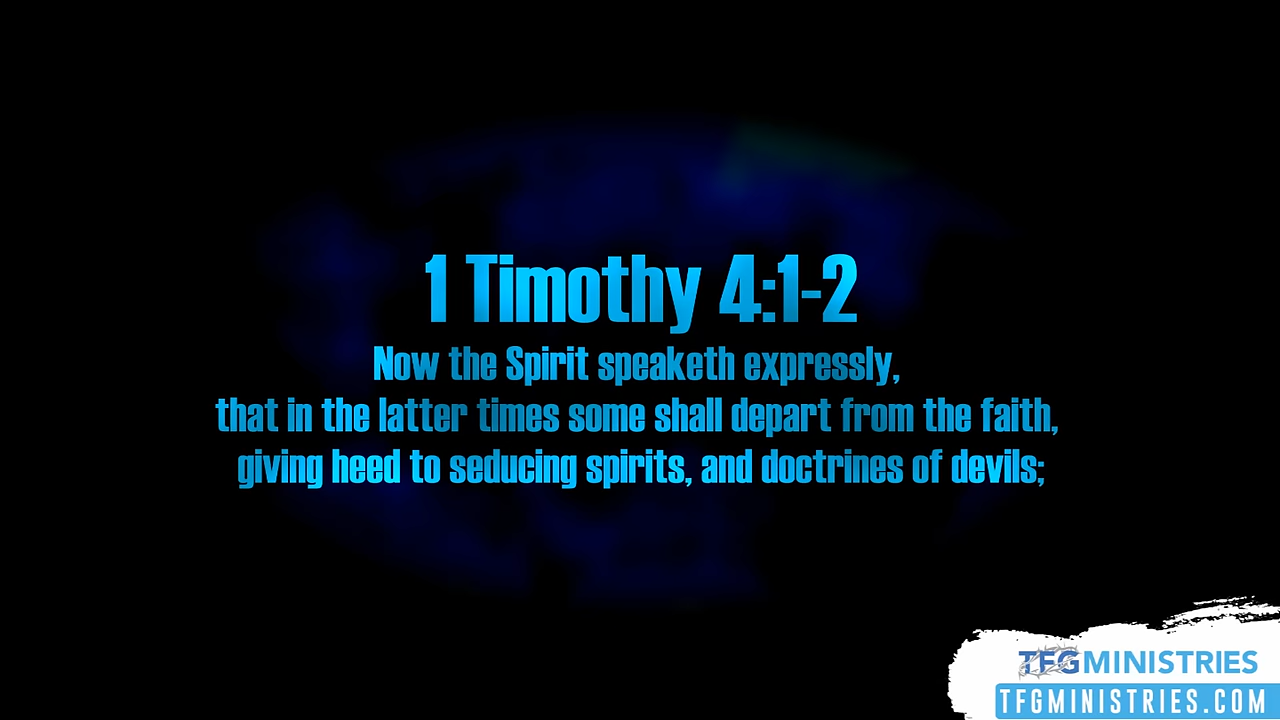 1 Timothy 4:1-2
Now the Spirit speaketh expressly,
that in the latter times some shall depart from the faith,
giving heed to seducing spirits, and doctrines of devils;
TFGMINISTRIES
TFGMINISTRIES.COM